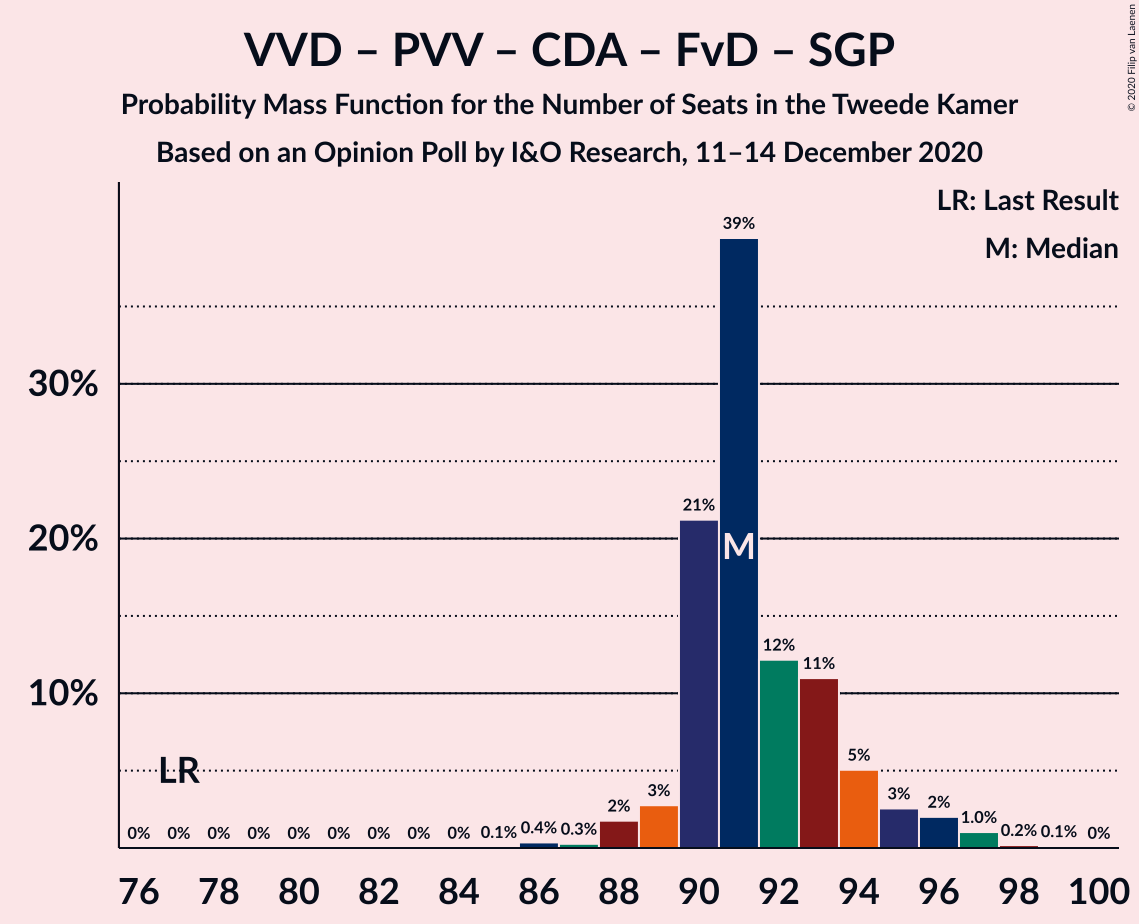 VVD – PVV – CDA – FvD – SGP
Probability Mass Function for the Number of Seats in the Tweede Kamer
Based on an Opinion Poll by I&O Research, 11–14 December 2020
© 2020 Filip van Laenen
LR: Last Result
M: Median
39%
30%
21%
20%
M
12%
11%
10%
LR
5%
3%
3%
2%
2%
0% 0% 0% 0% 0% 0% 0% 0% 0% 0.1% 0.4% 0.3% 1.0% 0.2% 0.1% 0%
76 78 80 82 84 86 88 90 92 94 96 98 100